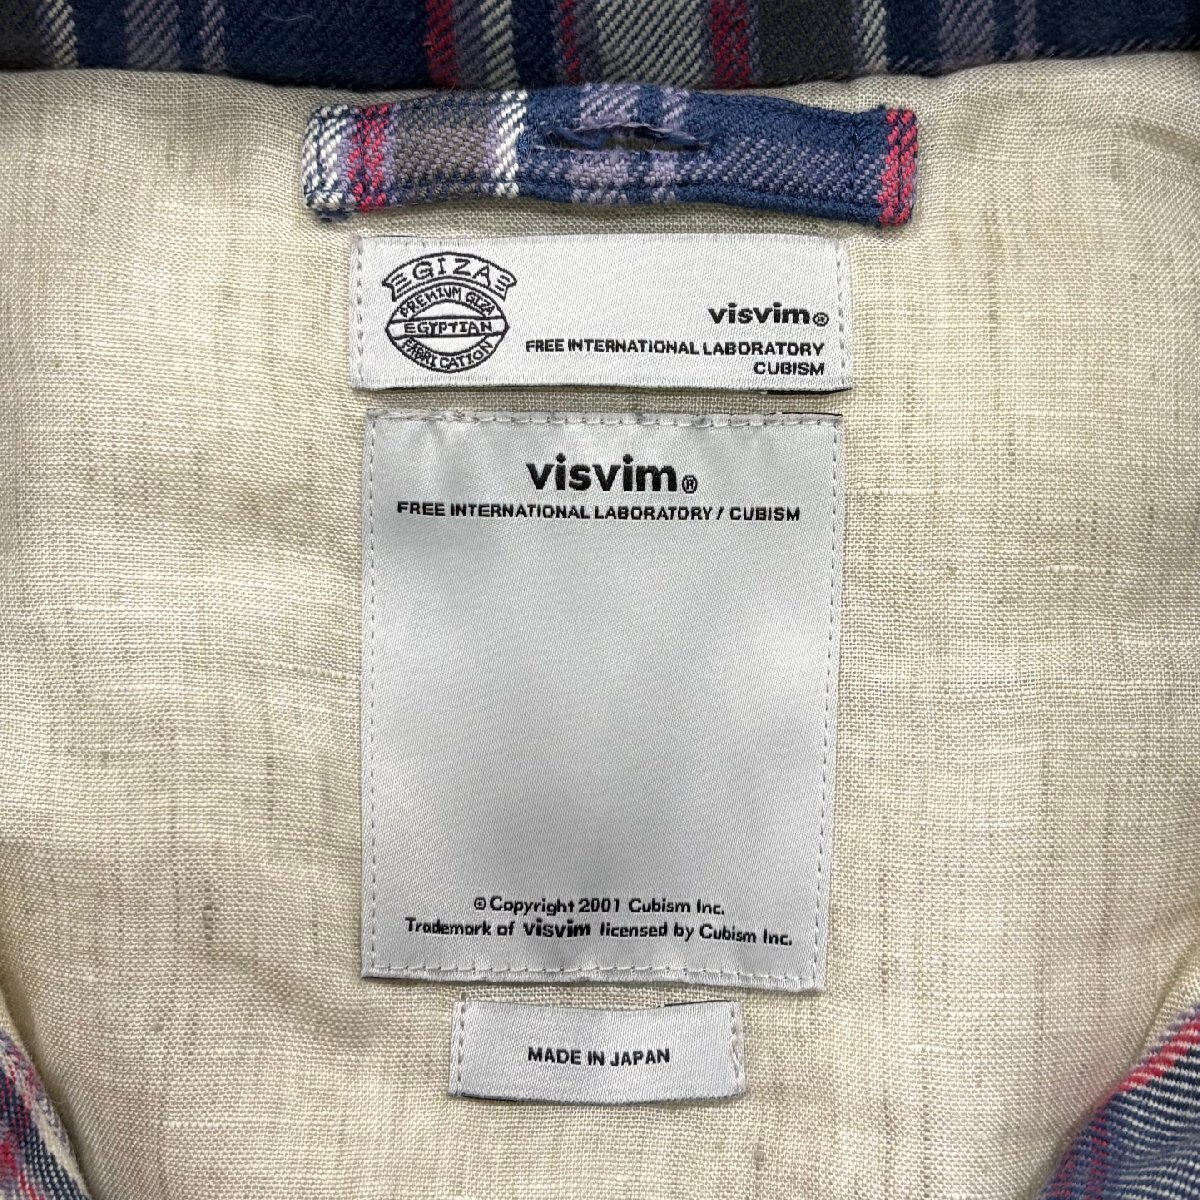 GIZA
PREMIUM GIZA
EGYPTIAN
FABRICATION
visvim®
FREE INTERNATIONAL LABORATORY
CUBISM
visvim®
FREE INTERNATIONAL LABORATORY / CUBISM
© Copyright 2001 Cubism Inc.
Trademark of visvim licensed by Cubism Inc.
MADE IN JAPAN